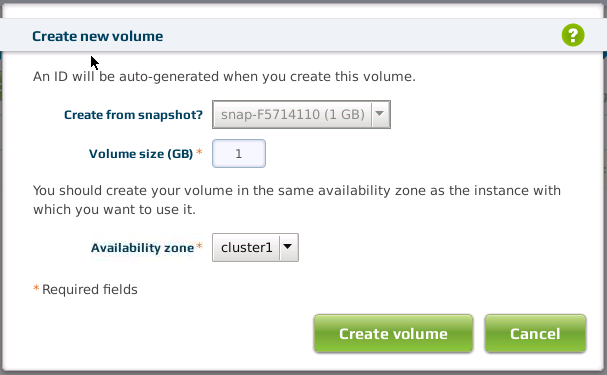 Create new volume
?
An ID will be auto-generated when you create this volume.
Create from snapshot? snap-F5714110 (1 GB)
Volume size (GB) * 1
You should create your volume in the same availability zone as the instance with
which you want to use it.
Availability zone * cluster1
* Required fields
Create volume Cancel